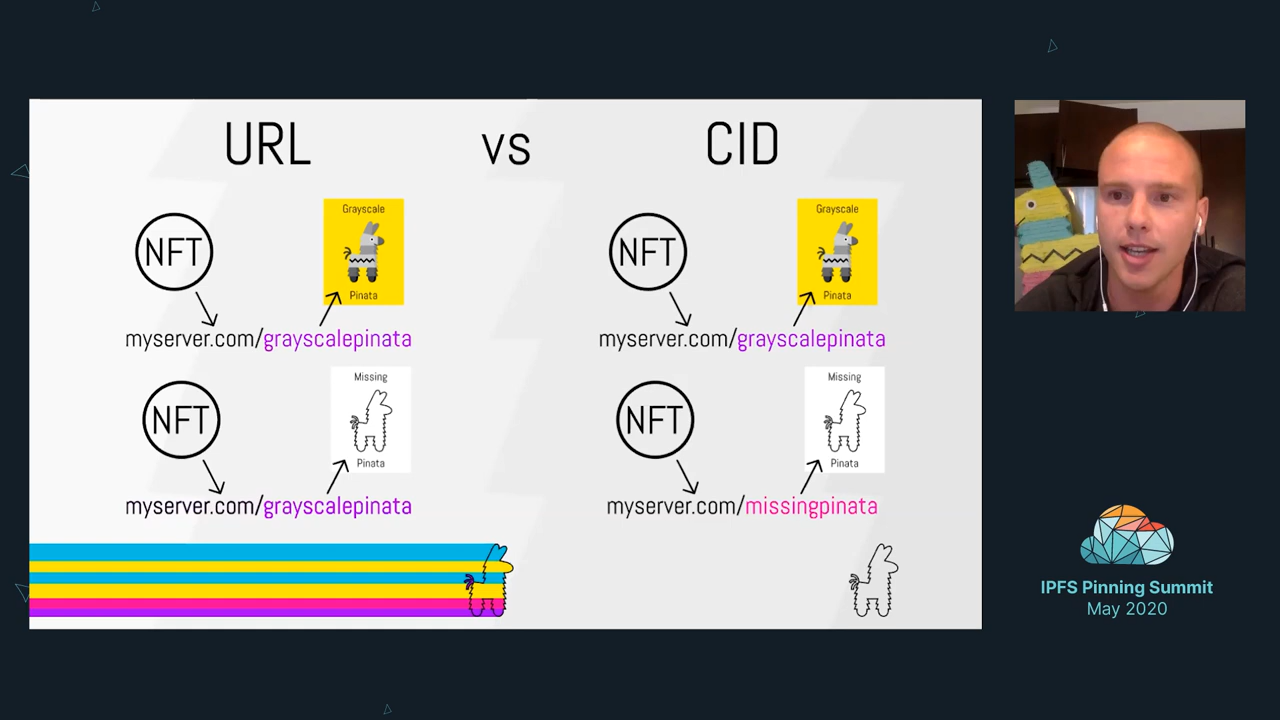 URL vs CID
NFT
Grayscale
Pinata
myserver.com/grayscalepinata
NFT
Missing
Pinata
myserver.com/grayscalepinata
NFT
Grayscale
Pinata
myserver.com/grayscalepinata
NFT
Missing
Pinata
myserver.com/missingpinata
IPFS Pinning Summit
May 2020